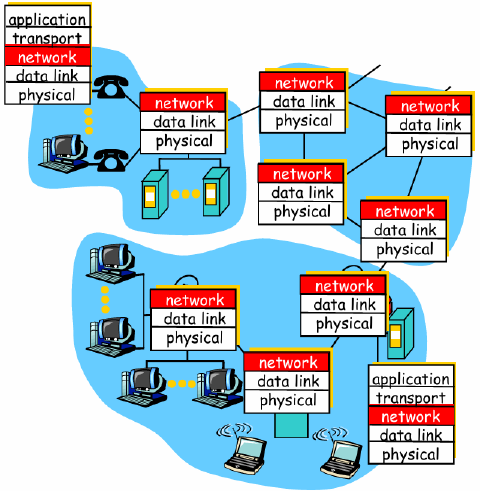 application
transport
network
data link
physical
network
data link
physical
network
data link
physical
network
data link
physical
network
data link
physical
network
data link
physical
network
data link
physical
network
data link
physical
network
data link
physical
application
transport
network
data link
physical